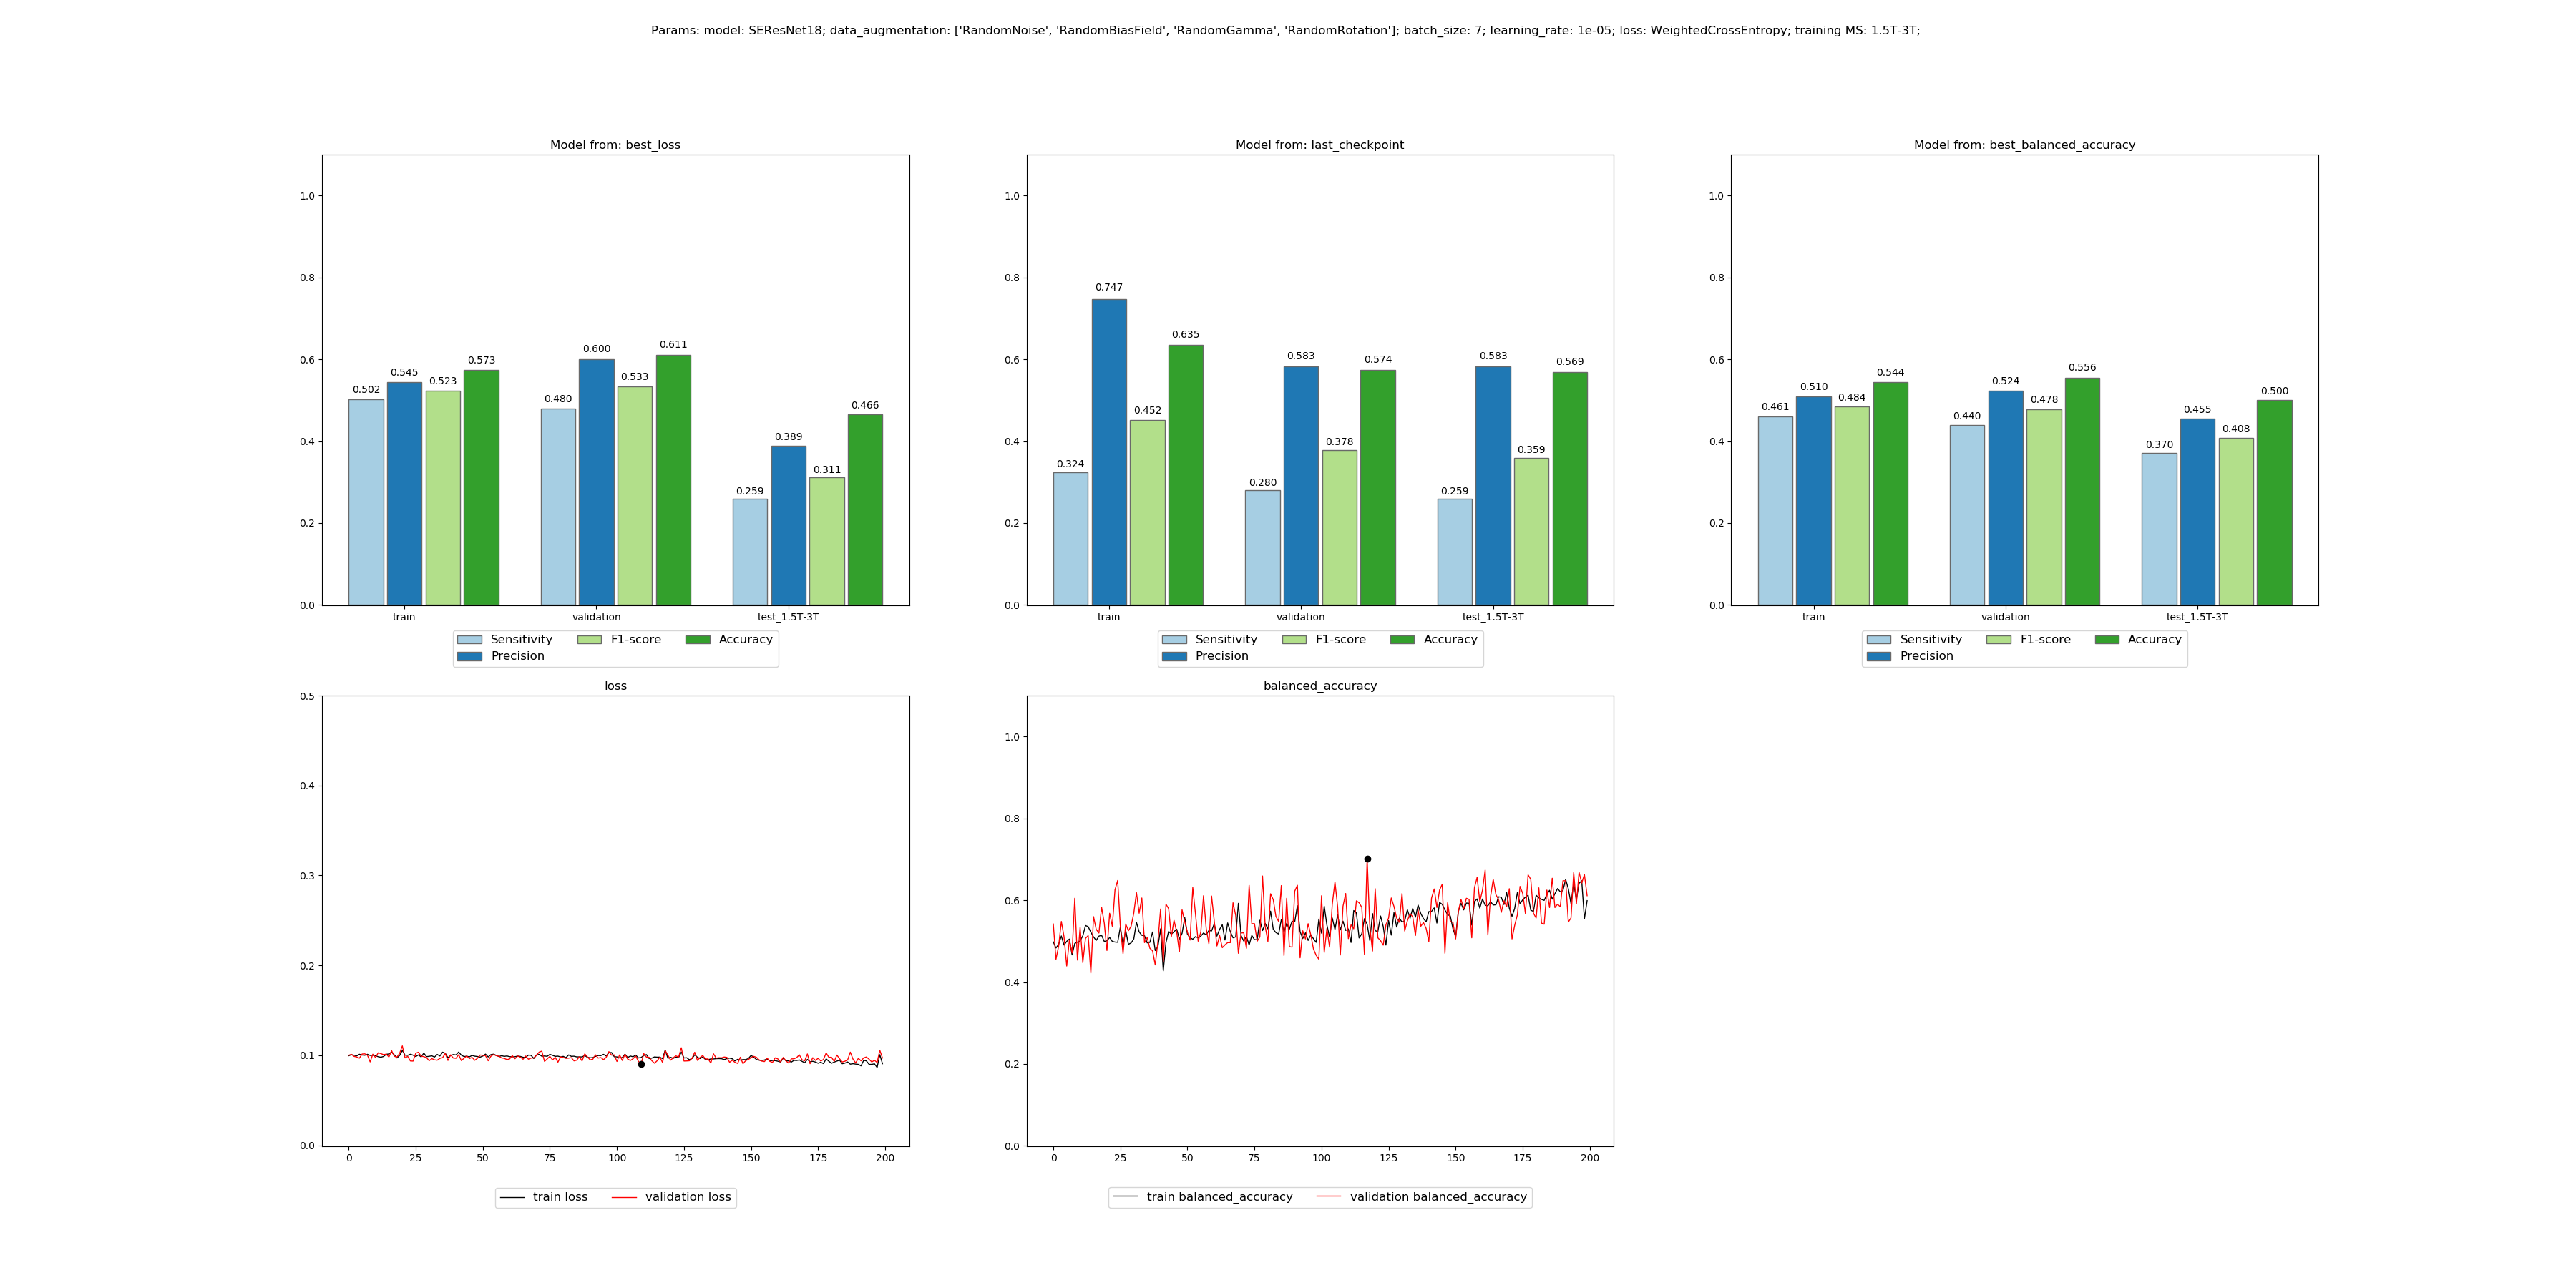 Params: model: SEResNet18; data_augmentation: ['RandomNoise', 'RandomBiasField', 'RandomGamma', 'RandomRotation']; batch_size: 7; learning_rate: 1e-05; loss: WeightedCrossEntropy; training MS: 1.5T-3T;
Model from: best_loss
1.0
0.8
0.6
0.4
0.2
0.0
0.502
0.545
0.523
0.573
0.480
0.600
0.533
0.611
0.259
0.389
0.311
0.466
train
validation
test_1.5T-3T
Sensitivity
F1-score
Accuracy
Precision
Model from: last_checkpoint
1.0
0.8
0.6
0.4
0.2
0.0
0.324
0.747
0.452
0.635
0.280
0.583
0.378
0.574
0.259
0.583
0.359
0.569
train
validation
test_1.5T-3T
Sensitivity
F1-score
Accuracy
Precision
Model from: best_balanced_accuracy
1.0
0.8
0.6
0.4
0.2
0.0
0.461
0.510
0.484
0.544
0.440
0.524
0.478
0.556
0.370
0.455
0.408
0.500
train
validation
test_1.5T-3T
Sensitivity
F1-score
Accuracy
Precision
loss
0.5
0.4
0.3
0.2
0.1
0.0
0
25
50
75
100
125
150
175
200
train loss
validation loss
balanced_accuracy
1.0
0.8
0.6
0.4
0.2
0.0
0
25
50
75
100
125
150
175
200
train balanced_accuracy
validation balanced_accuracy